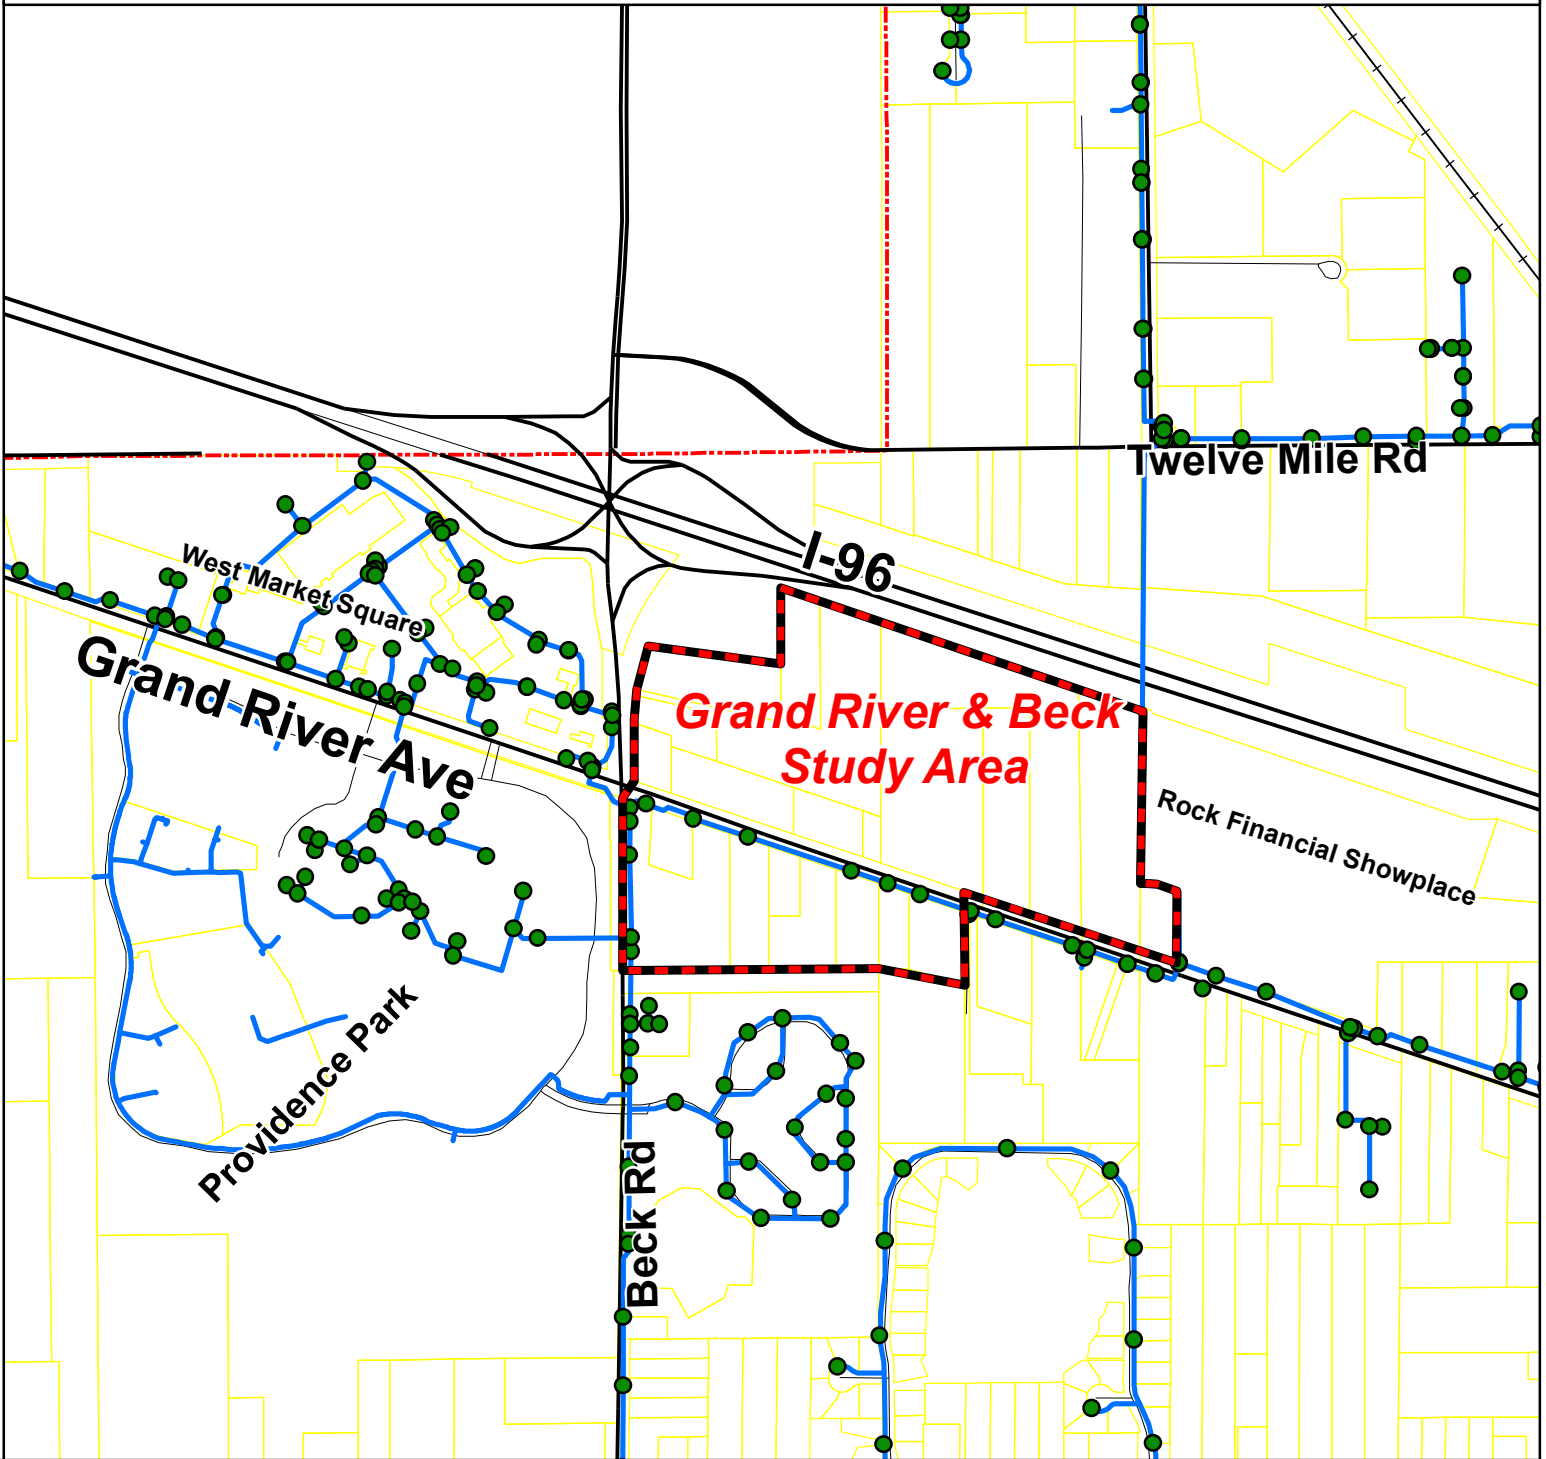 Twelve Mile Rd
I-96
West Market Square
Grand River Ave
Grand River & Beck
Study Area
Rock Financial Showplace
Providence Park
Beck Rd